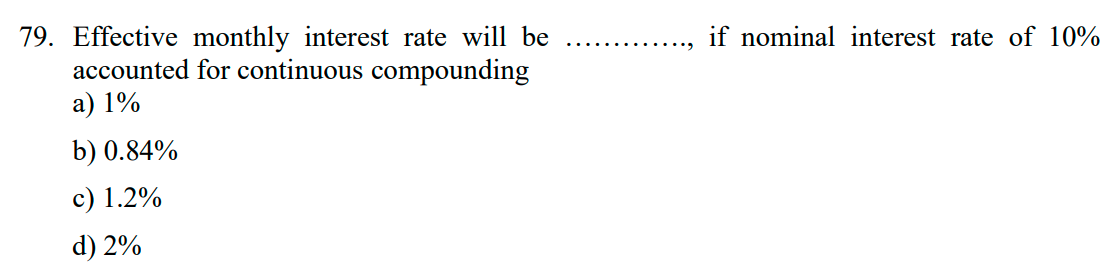 79. Effective monthly interest rate will be …………., if nominal interest rate of 10%
accounted for continuous compounding
a) 1%
b) 0.84%
c) 1.2%
d) 2%